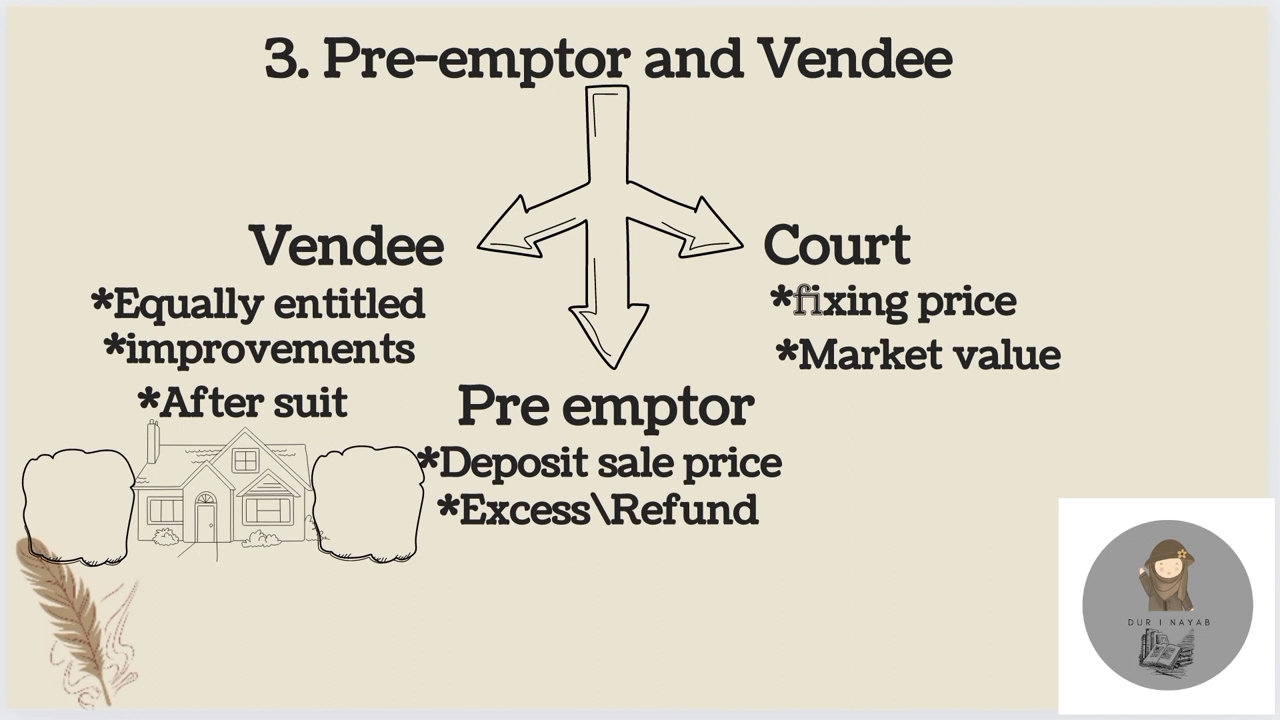 3. Pre-emptor and Vendee
Vendee
*Equally entitled
*improvements
*After suit
Court
*fixing price
*Market value
Pre emptor
*Deposit sale price
*Excess\Refund
DUR I NAYAB